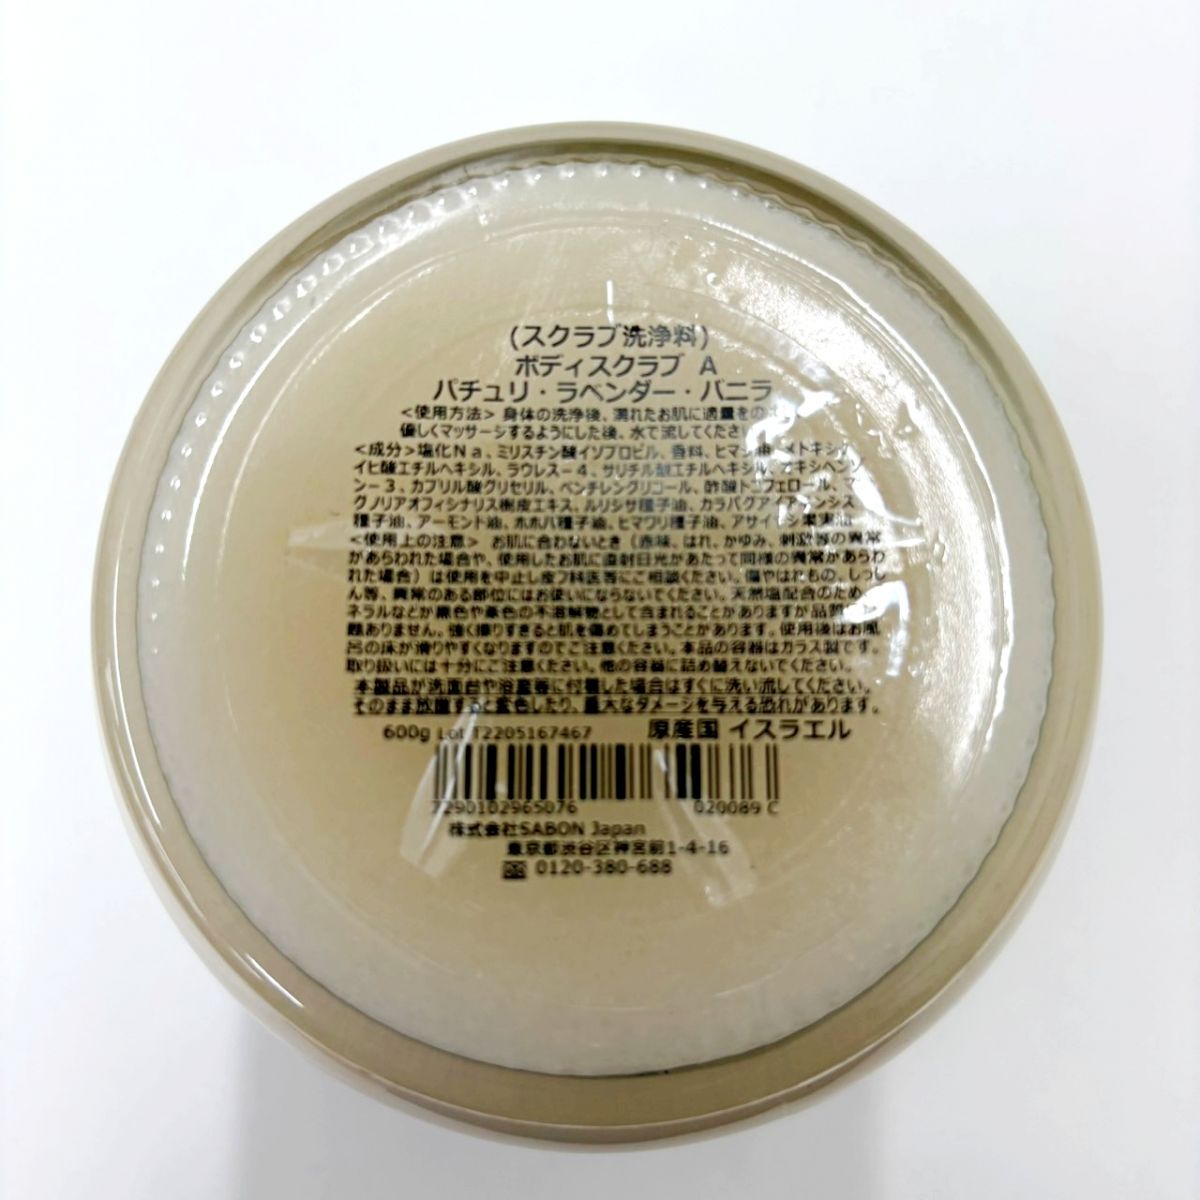 (スクラブ洗浄料)
ボディスクラブ A
パチュリ・ラベンダー・バニラ
<使用方法> 身体の洗浄後、濡れたお肌に適量をの
優しくマッサージするようにした後、水で流してくださ
<成分>塩化Na、ミリスチン酸イソプロピル、香料、ヒマシ油、メトキシケ
イヒ酸エチルヘキシル、ラウレス-4、サリチル酸エチルヘキシル、オキシベンゾ
ン-3、カプリル酸グリセリル、ペンチレングリコール、酢酸トコフェロール、マ
グノリアオフィシナリス樹皮エキス、ルリジサ種子油、カラパグアイアネンシス
種子油、アーモンド油、ホホバ種子油、ヒマワリ種子油、アサイヤシ果実油
<使用上の注意> お肌に合わないとき(赤味、はれ、かゆみ、刺激等の異常
があらわれた場合や、使用したお肌に直射日光があたって同様の異常があらわ
れた場合)は使用を中止し皮フ科医等にご相談ください。傷やはれもの、しっし
ん等、異常のある部位にはお使いにならないでください。天然塩配合のため、
ネラルなどが黒色や茶色の不溶解物として含まれることがありますが品質
題ありません。強く擦りすぎると肌を傷めてしまうことがあります。使用後はお風
呂の床が滑りやすくなりますのでご注意ください。本品の容器はガラス製です。
取り扱いには十分にご注意ください。他の容器に詰め替えないでください。
本製品が洗面台や浴室等に付着した場合はすぐに洗い流してください。
そのまま放置すると変色したり、重大なダメージを与える恐れがあります。
600g Lot T2205167467 原産国 イスラエル
7290102965076 020089 C
株式会社SABON Japan
東京都渋谷区神宮前1-4-16
0120-380-688